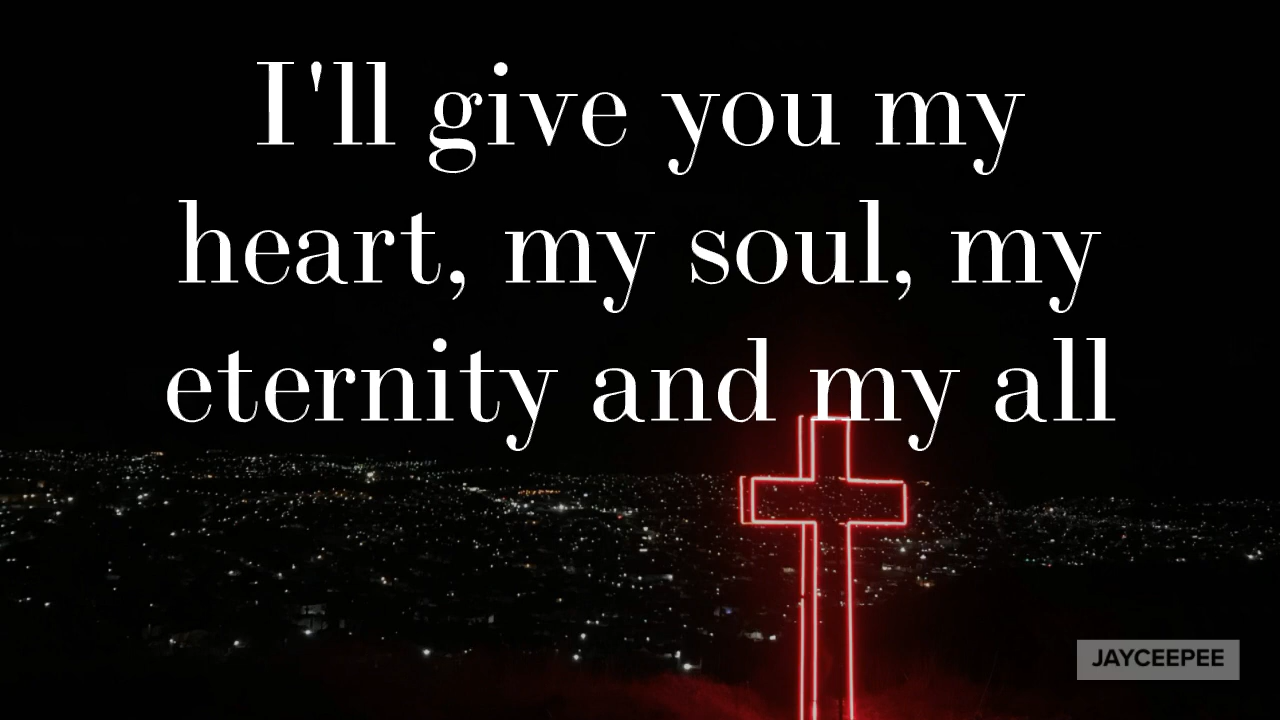 I'll give you my
heart, my soul, my
eternity and my all
JAYCEEPEE